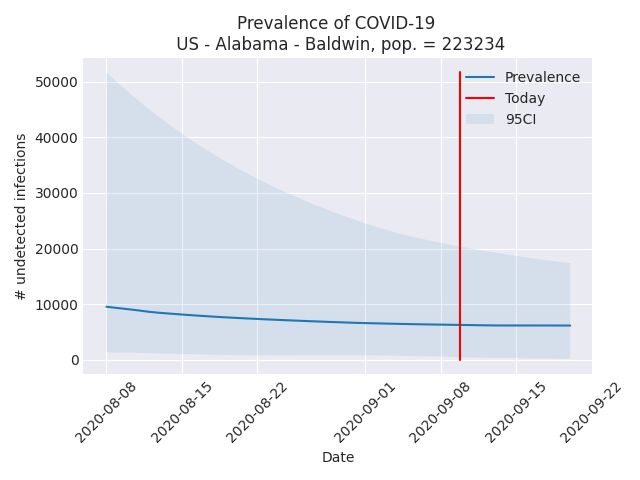 Prevalence of COVID-19
US - Alabama - Baldwin, pop. = 223234
Prevalence
Today
95CI
50000
40000
30000
20000
10000
0
# undetected infections
2020-08-08
2020-08-15
2020-08-22
2020-09-01
2020-09-08
2020-09-15
2020-09-22
Date